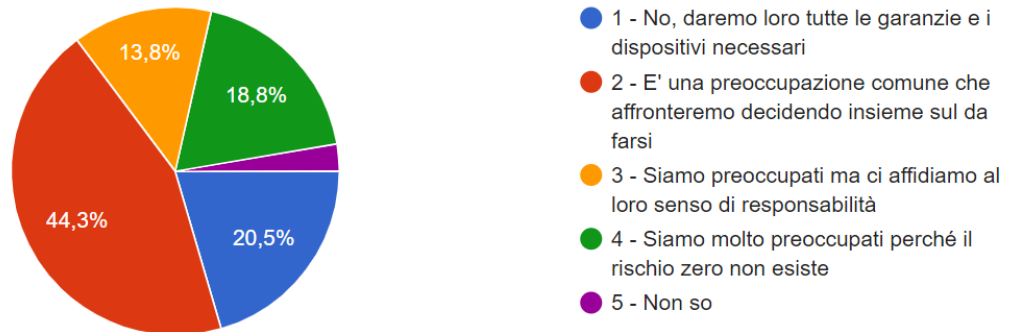 13,8%
18,8%
44,3%
20,5%
1 - No, daremo loro tutte le garanzie e i
dispositivi necessari
2 - E' una preoccupazione comune che
affronteremo decidendo insieme sul da
farsi
3 - Siamo preoccupati ma ci affidiamo al
loro senso di responsabilità
4 - Siamo molto preoccupati perché il
rischio zero non esiste
5 - Non so